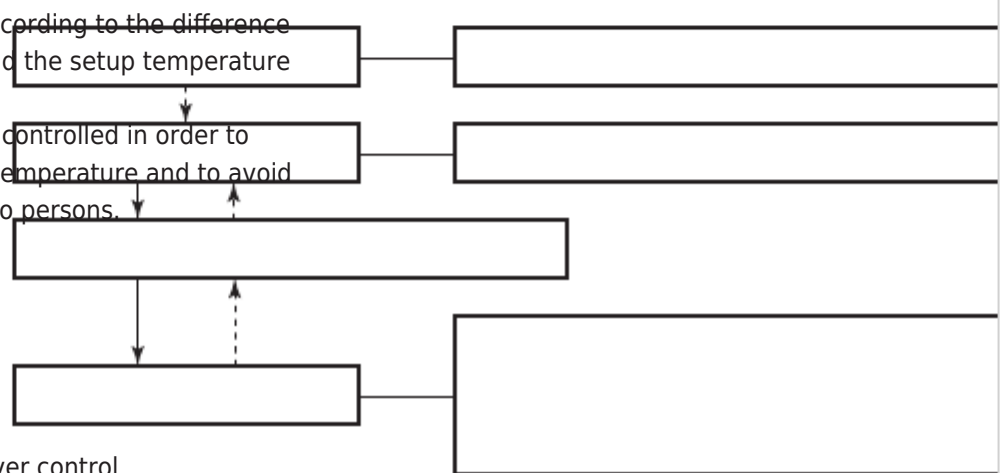 cording to the difference
d the setup temperature
controlled in order to
emperature and to avoid
o persons.
ver control